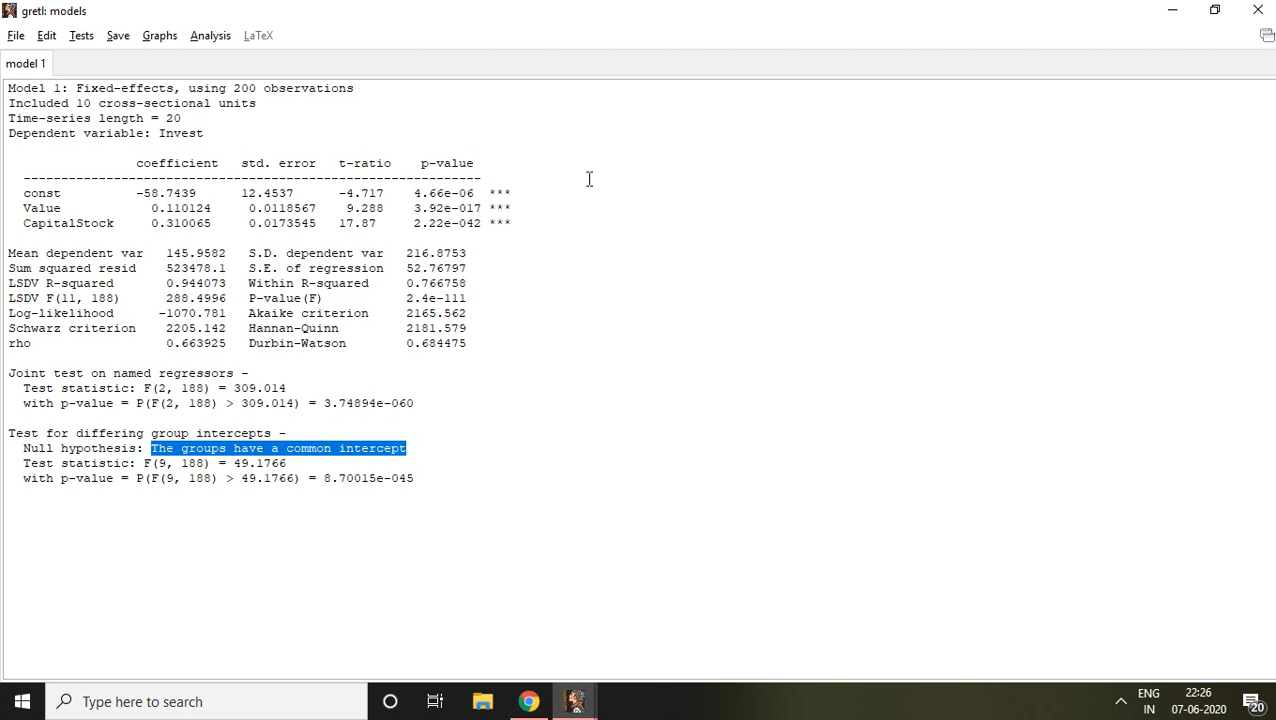 gretl: models
File Edit Tests Save Graphs Analysis LaTeX
model 1
Model 1: Fixed-effects, using 200 observations
Included 10 cross-sectional units
Time-series length = 20
Dependent variable: Invest
coefficient std. error t-ratio p-value
---------------------------------------------------------------
const -58.7439 12.4537 -4.717 4.66e-06 ***
Value 0.110124 0.0118567 9.288 3.92e-017 ***
CapitalStock 0.310065 0.0173545 17.87 2.22e-042 ***
Mean dependent var 145.9582 S.D. dependent var 216.8753
Sum squared resid 523478.1 S.E. of regression 52.76797
LSDV R-squared 0.944073 Within R-squared 0.766758
LSDV F(11, 188) 288.4996 P-value(F) 2.4e-111
Log-likelihood -1070.781 Akaike criterion 2165.562
Schwarz criterion 2205.142 Hannan-Quinn 2181.579
rho 0.663925 Durbin-Watson 0.684475
Joint test on named regressors -
Test statistic: F(2, 188) = 309.014
with p-value = P(F(2, 188) > 309.014) = 3.74894e-060
Test for differing group intercepts -
Null hypothesis: The groups have a common intercept
Test statistic: F(9, 188) = 49.1766
with p-value = P(F(9, 188) > 49.1766) = 8.70015e-045
Type here to search
ENG 22:26
IN 07-06-2020 20